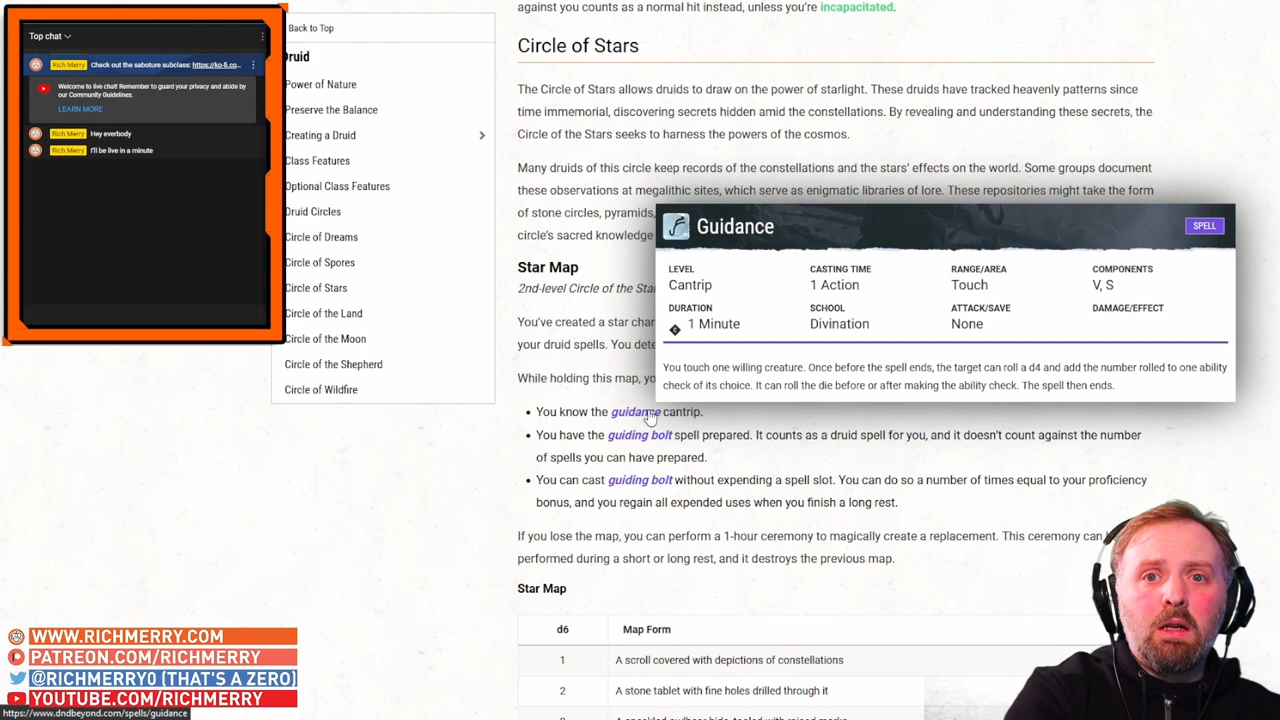 Top chat
Rich Merry Check out the saboture subclass: https://ko-fi.co...
Welcome to live chat! Remember to guard your privacy and abide by
our Community Guidelines.
LEARN MORE
Rich Merry Hey everbody
Rich Merry I'll be live in a minute
Back to Top
Druid
Power of Nature
Preserve the Balance
Creating a Druid
Class Features
Optional Class Features
Druid Circles
Circle of Dreams
Circle of Spores
Circle of Stars
Circle of the Land
Circle of the Moon
Circle of the Shepherd
Circle of Wildfire
against you counts as a normal hit instead, unless you're incapacitated.
Circle of Stars
The Circle of Stars allows druids to draw on the power of starlight. These druids have tracked heavenly patterns since
time immemorial, discovering secrets hidden amid the constellations. By revealing and understanding these secrets, the
Circle of the Stars seeks to harness the powers of the cosmos.
Many druids of this circle keep records of the constellations and the stars' effects on the world. Some groups document
these observations at megalithic sites, which serve as enigmatic libraries of lore. These repositories might take the form
of stone circles, pyramids,
circle's sacred knowledge
Star Map
2nd-level Circle of the Sta
You've created a star char
your druid spells. You dete
While holding this map, yo
Guidance
SPELL
LEVEL CASTING TIME RANGE/AREA COMPONENTS
Cantrip 1 Action Touch V, S
DURATION SCHOOL ATTACK/SAVE DAMAGE/EFFECT
1 Minute Divination None
You touch one willing creature. Once before the spell ends, the target can roll a d4 and add the number rolled to one ability
check of its choice. It can roll the die before or after making the ability check. The spell then ends.
• You know the guidance cantrip.
• You have the guiding bolt spell prepared. It counts as a druid spell for you, and it doesn't count against the number
of spells you can have prepared.
• You can cast guiding bolt without expending a spell slot. You can do so a number of times equal to your proficiency
bonus, and you regain all expended uses when you finish a long rest.
If you lose the map, you can perform a 1-hour ceremony to magically create a replacement. This ceremony can
performed during a short or long rest, and it destroys the previous map.
Star Map
d6 Map Form
1 A scroll covered with depictions of constellations
2 A stone tablet with fine holes drilled through it
WWW.RICHMERRY.COM
PATREON.COM/RICHMERRY
@RICHMERRY0 (THAT'S A ZERO)
YOUTUBE.COM/RICHMERRY
https://www.dndbeyond.com/spells/guidance